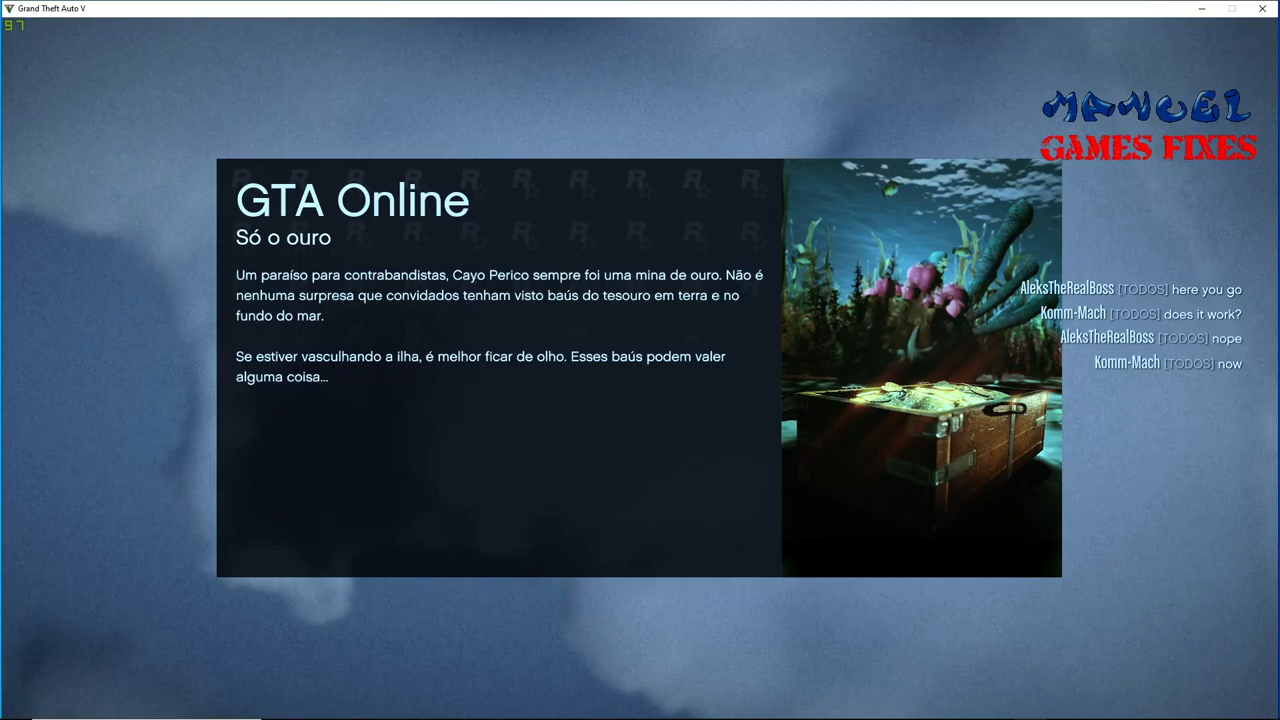 Grand Theft Auto V
97
MANUEL
GAMES FIXES
GTA Online
Só o ouro
Um paraíso para contrabandistas, Cayo Perico sempre foi uma mina de ouro. Não é
nenhuma surpresa que convidados tenham visto baús do tesouro em terra e no
fundo do mar.
Se estiver vasculhando a ilha, é melhor ficar de olho. Esses baús podem valer
alguma coisa...
AleksTheRealBoss [TODOS] here you go
Komm-Mach [TODOS] does it work?
AleksTheRealBoss [TODOS] nope
Komm-Mach [TODOS] now